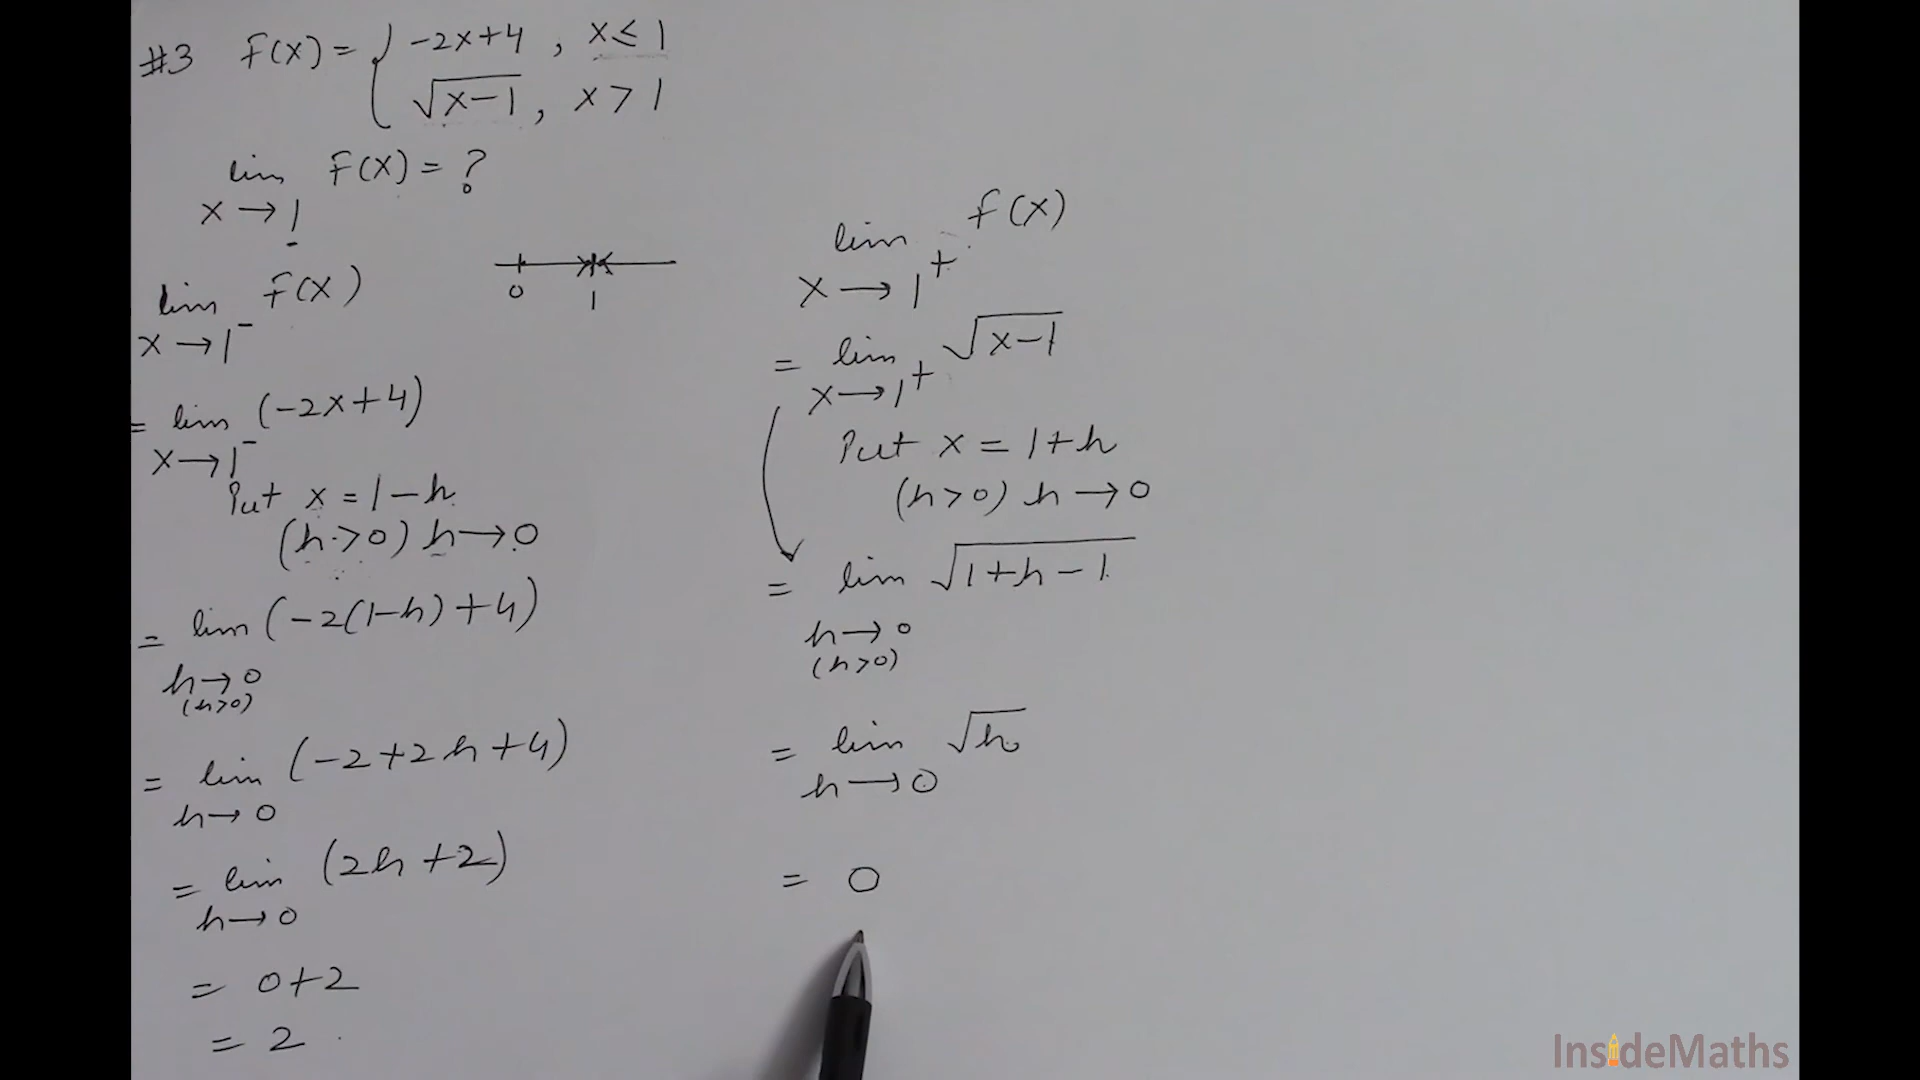 #3 f(x) = { -2x+4 , x ≤ 1
√(x-1) , x > 1
lim f(x) = ?
x → 1
lim f(x)
x → 1⁻
0 1
= lim (-2x+4)
x → 1⁻
Put x = 1-h
(h>0) h → 0
= lim (-2(1-h)+4)
h → 0
(h>0)
= lim (-2+2h+4)
h → 0
= lim (2h+2)
h → 0
= 0+2
= 2
lim f(x)
x → 1⁺
= lim √(x-1)
x → 1⁺
Put x = 1+h
(h>0) h → 0
= lim √(1+h-1)
h → 0
(h>0)
= lim √h
h → 0
= 0
InsideMaths